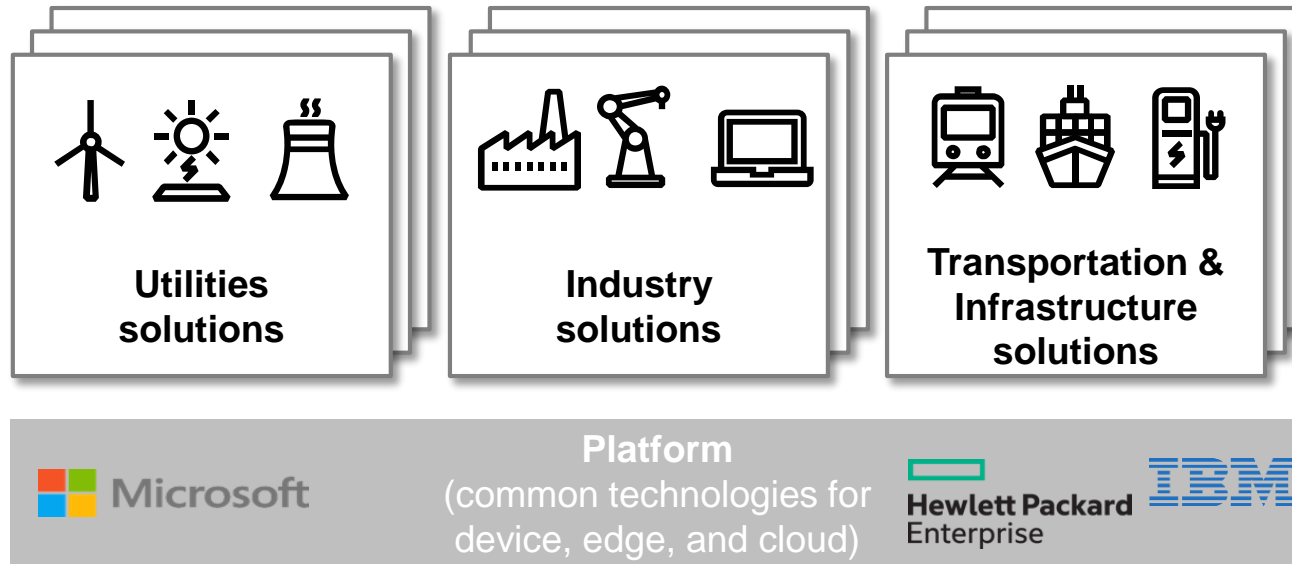 Utilities
solutions
Industry
solutions
Transportation &
Infrastructure
solutions
Microsoft
Platform
(common technologies for
device, edge, and cloud)
Hewlett Packard
Enterprise
IBM